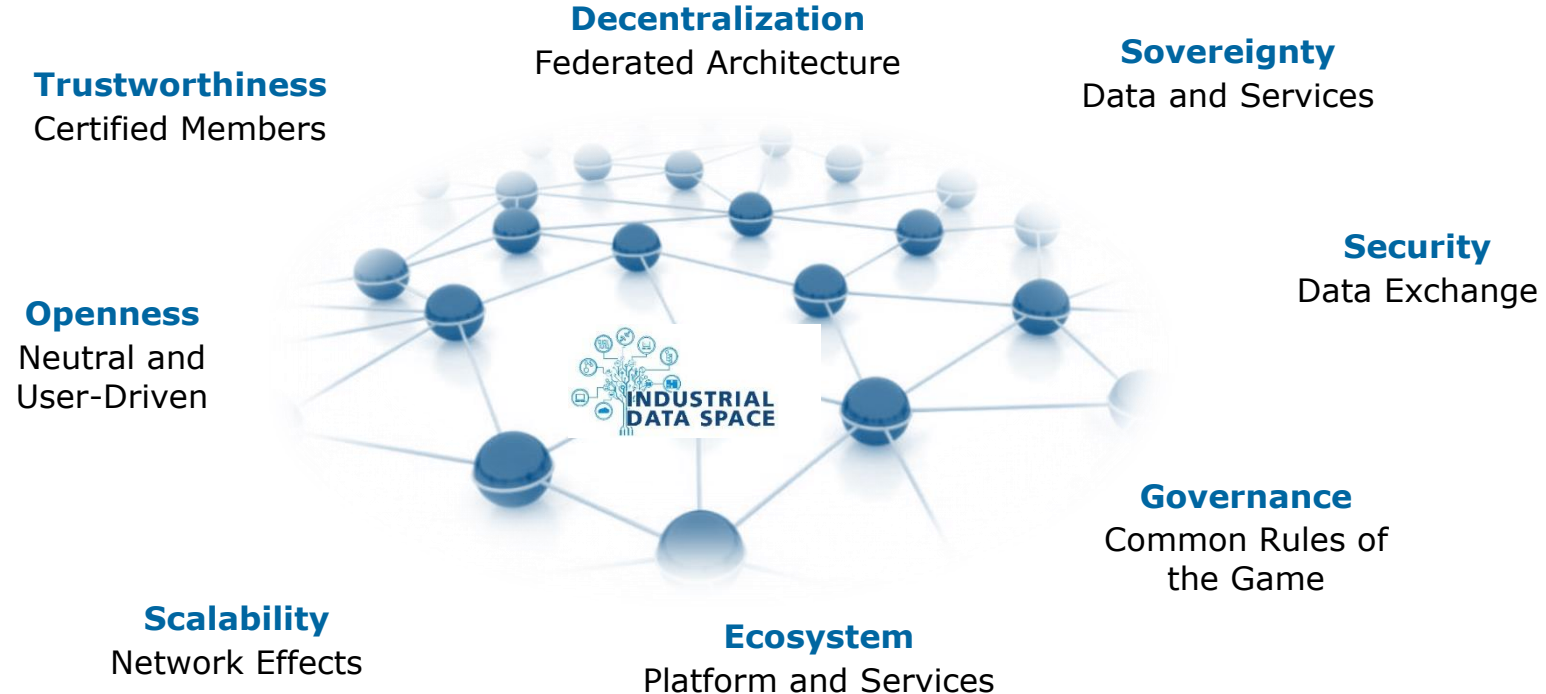 Decentralization
Federated Architecture
Sovereignty
Data and Services
Trustworthiness
Certified Members
Security
Data Exchange
Openness
Neutral and
User-Driven
INDUSTRIAL
DATA SPACE
Governance
Common Rules of
the Game
Scalability
Network Effects
Ecosystem
Platform and Services